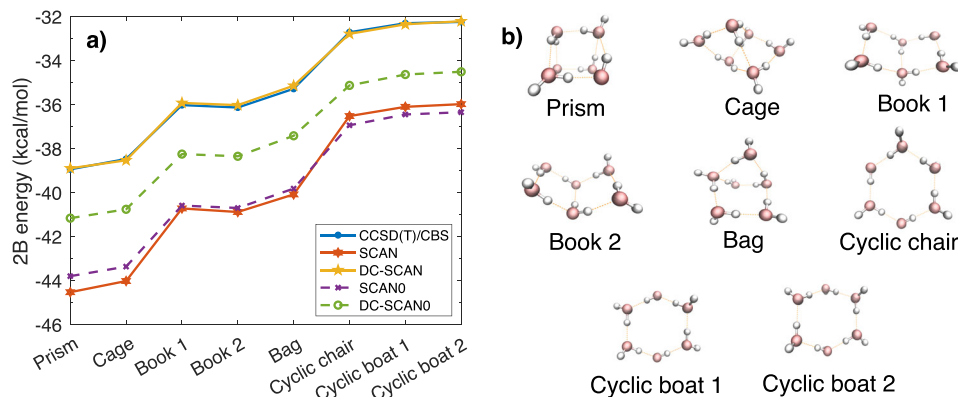 a)
2B energy (kcal/mol)
-32
-34
-36
-38
-40
-42
-44
-46
CCSD(T)/CBS
SCAN
DC-SCAN
SCAN0
DC-SCAN0
Prism
Cage
Book 1
Book 2
Bag
Cyclic chair
Cyclic boat 1
Cyclic boat 2
b)
Prism
Cage
Book 1
Book 2
Bag
Cyclic chair
Cyclic boat 1
Cyclic boat 2